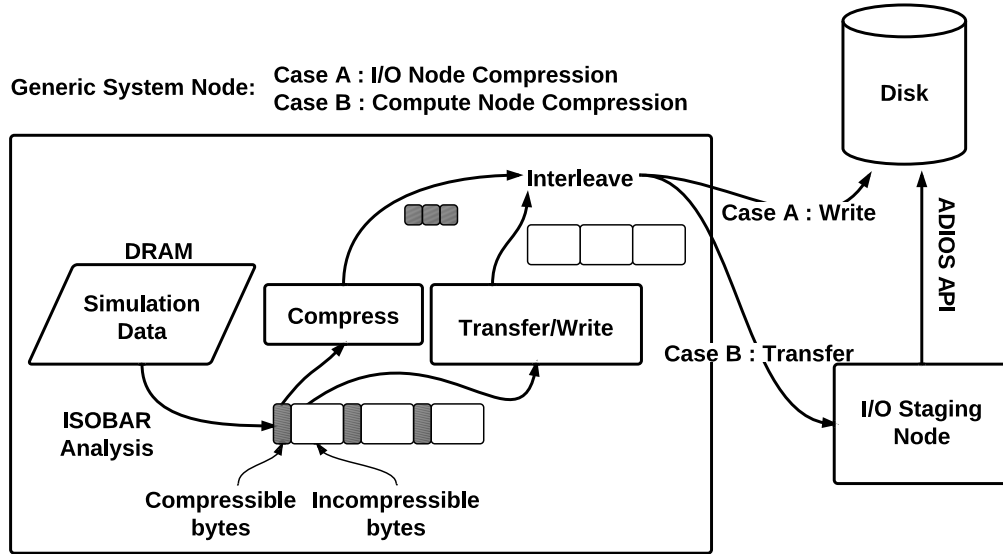 Generic System Node:
Case A : I/O Node Compression
Case B : Compute Node Compression
Disk
Interleave
Case A : Write
ADIOS API
DRAM
Simulation
Data
Compress
Transfer/Write
Case B : Transfer
I/O Staging
Node
ISOBAR
Analysis
Compressible
bytes
Incompressible
bytes